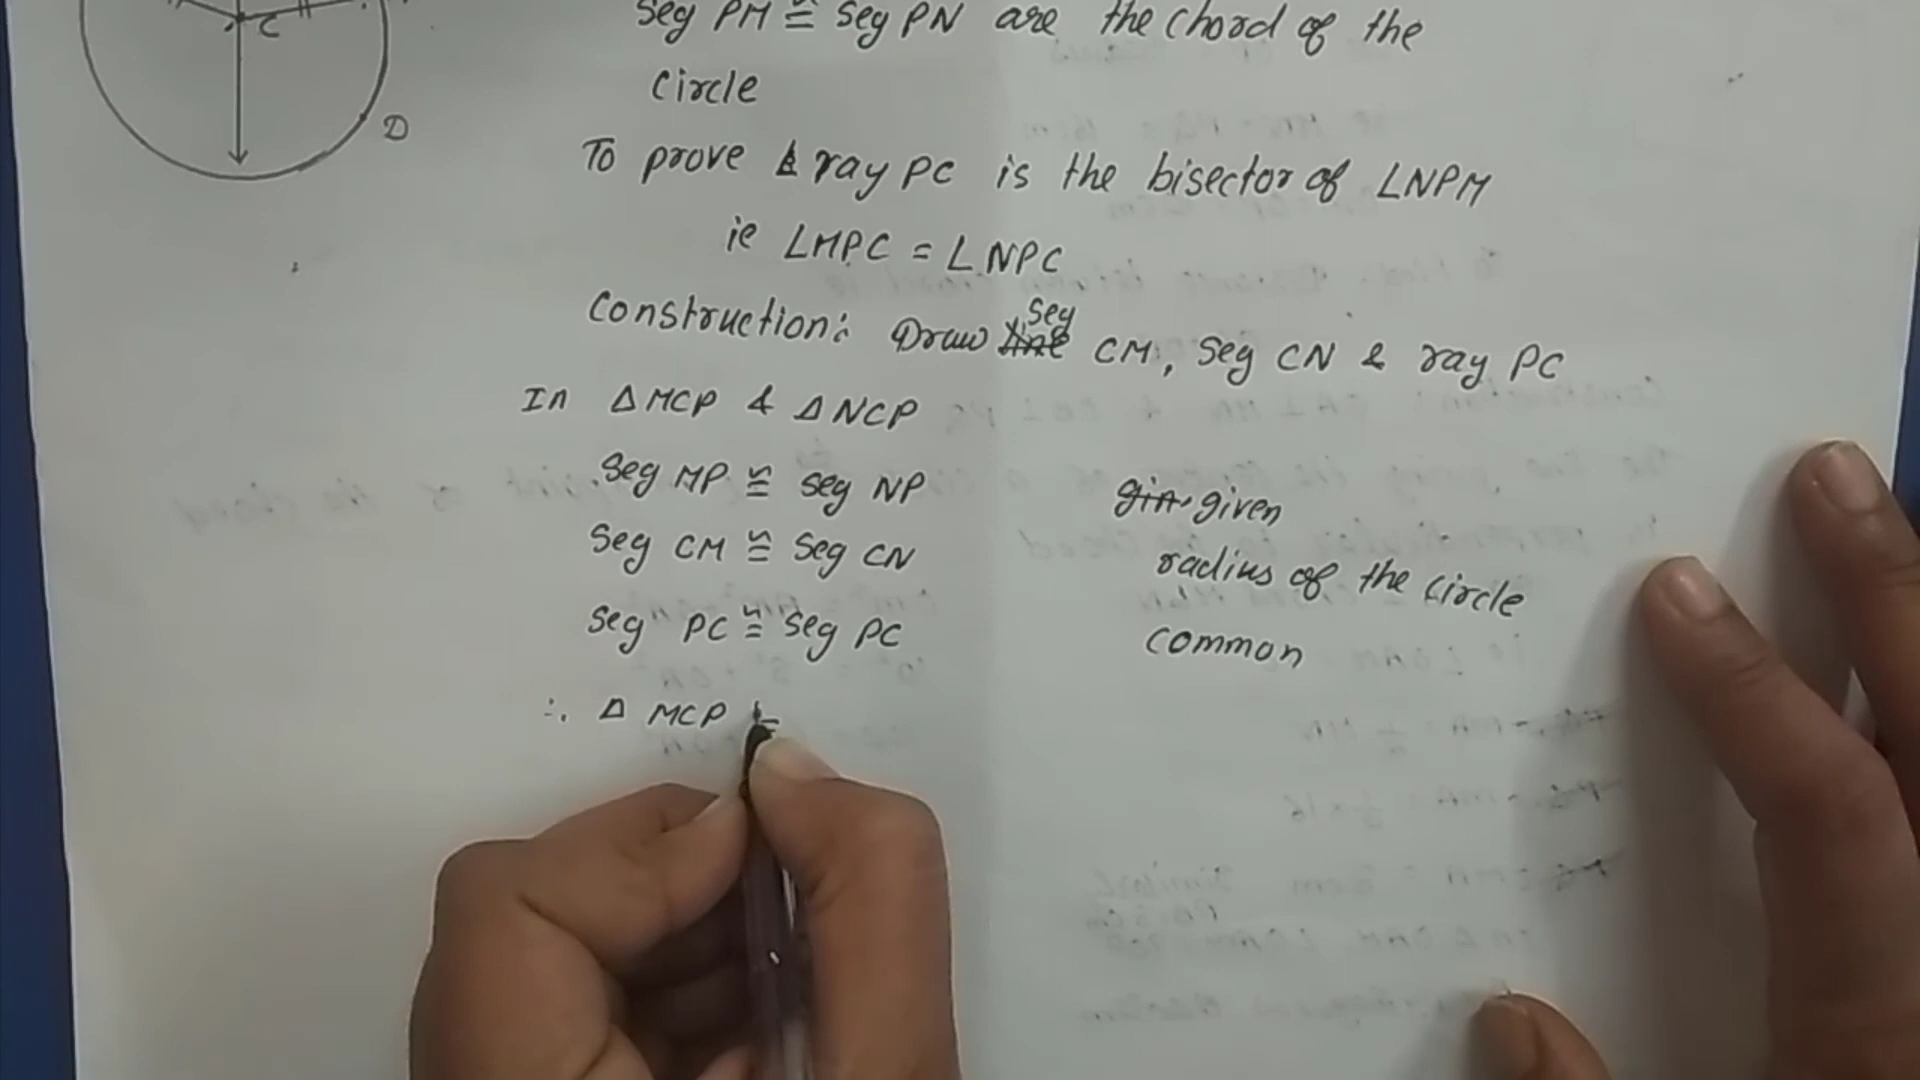 C
D
Seg PM ≅ Seg PN are the chord of the
Circle
To prove ray PC is the bisector of ∠NPM
ie ∠MPC = ∠NPC
Construction: Draw seg CM, Seg CN & ray PC
In △MCP & △NCP
Seg MP ≅ seg NP given
Seg CM ≅ Seg CN radius of the circle
Seg PC ≅ Seg PC common
∴ △ MCP